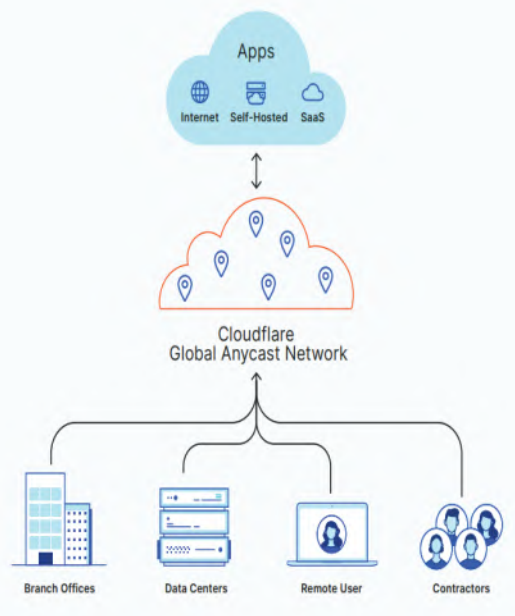 Apps
Internet Self-Hosted SaaS
Cloudflare
Global Anycast Network
Branch Offices Data Centers Remote User Contractors